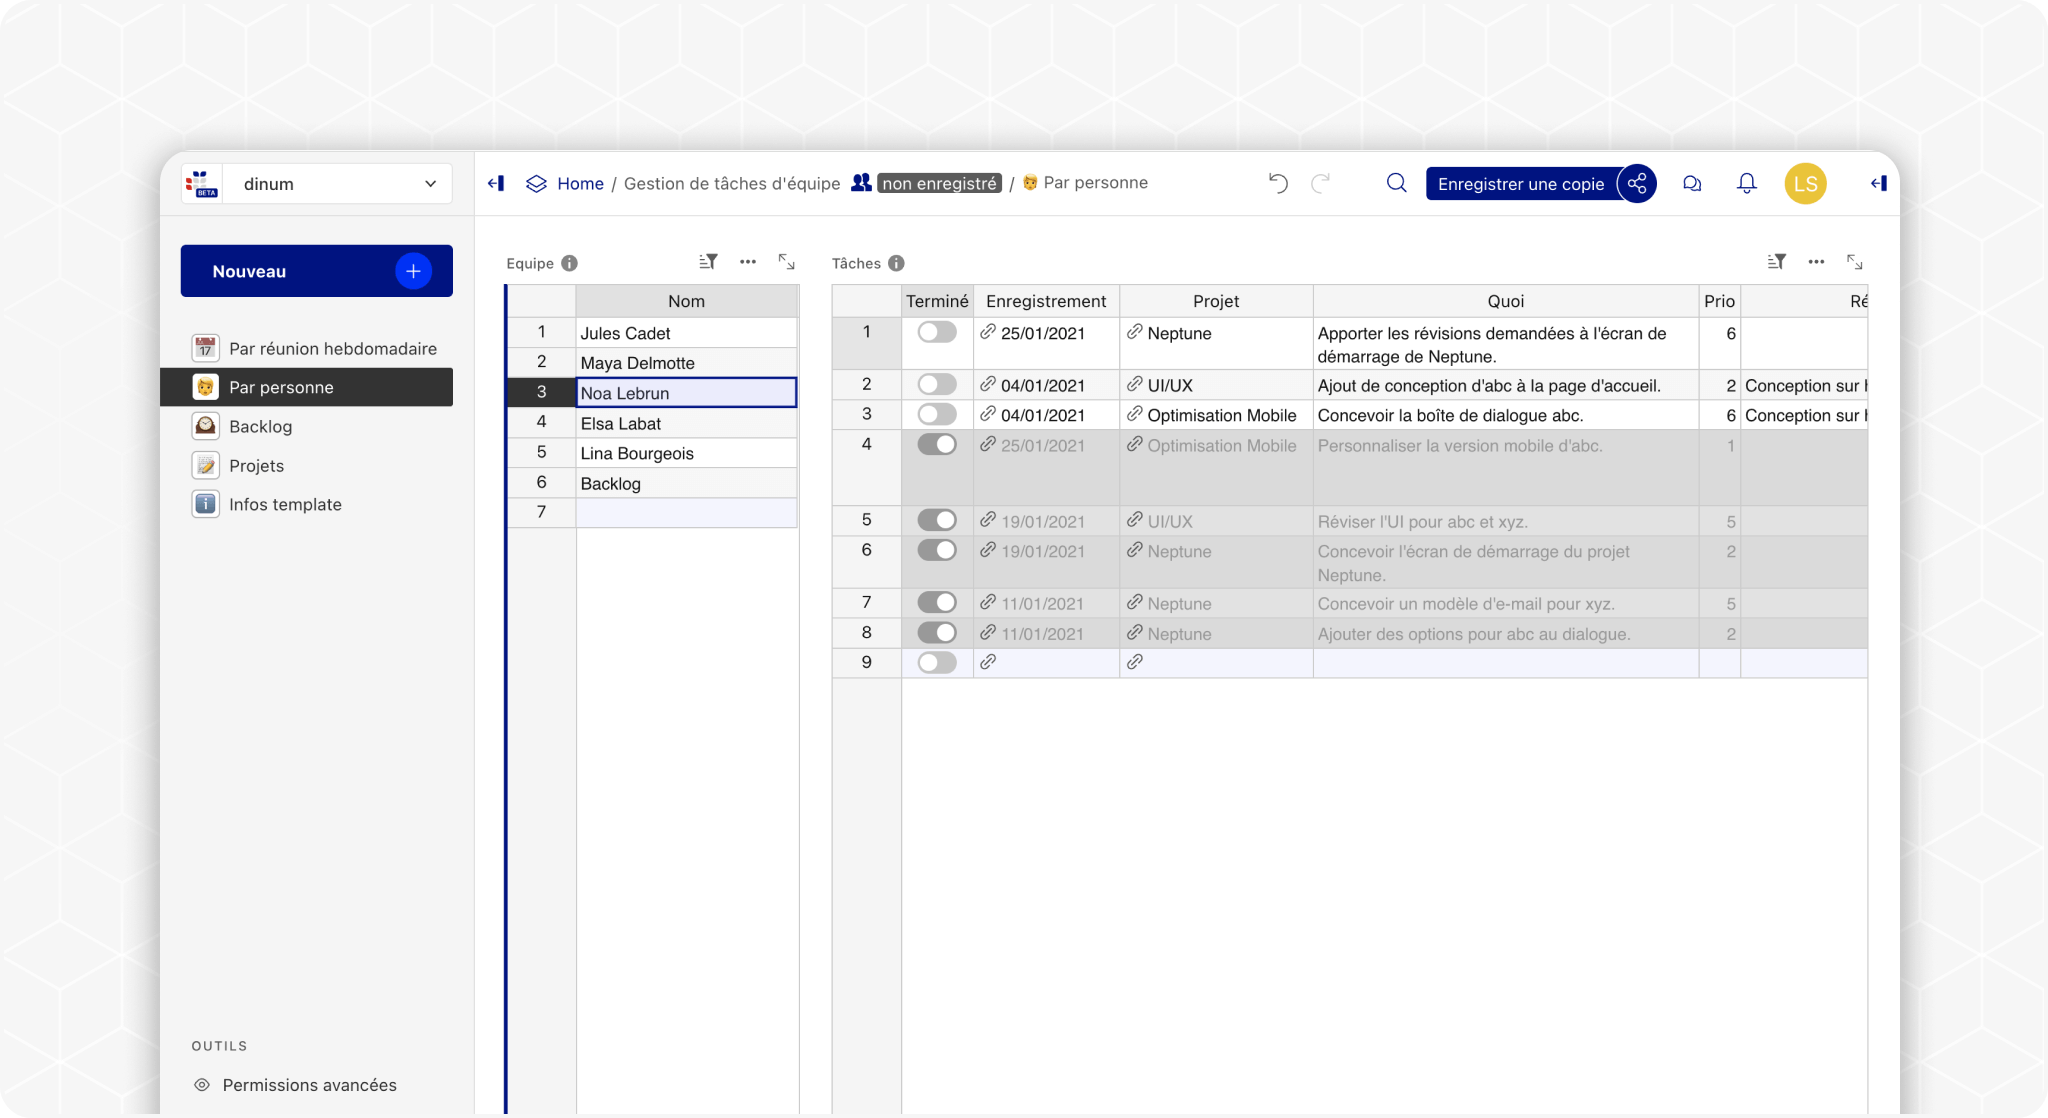 BETA
dinum
Home / Gestion de tâches d'équipe non enregistré / Par personne
Enregistrer une copie
LS
Nouveau
17
Par réunion hebdomadaire
Par personne
Backlog
Projets
Infos template
OUTILS
Permissions avancées
Equipe
Nom
1 Jules Cadet
2 Maya Delmotte
3 Noa Lebrun
4 Elsa Labat
5 Lina Bourgeois
6 Backlog
7
Tâches
Terminé Enregistrement Projet Quoi Prio Ré
1 25/01/2021 Neptune Apporter les révisions demandées à l'écran de 6
démarrage de Neptune.
2 04/01/2021 UI/UX Ajout de conception d'abc à la page d'accueil. 2 Conception sur
3 04/01/2021 Optimisation Mobile Concevoir la boîte de dialogue abc. 6 Conception sur
4 25/01/2021 Optimisation Mobile Personnaliser la version mobile d'abc. 1
5 19/01/2021 UI/UX Réviser l'UI pour abc et xyz. 5
6 19/01/2021 Neptune Concevoir l'écran de démarrage du projet 2
Neptune.
7 11/01/2021 Neptune Concevoir un modèle d'e-mail pour xyz. 5
8 11/01/2021 Neptune Ajouter des options pour abc au dialogue. 2
9